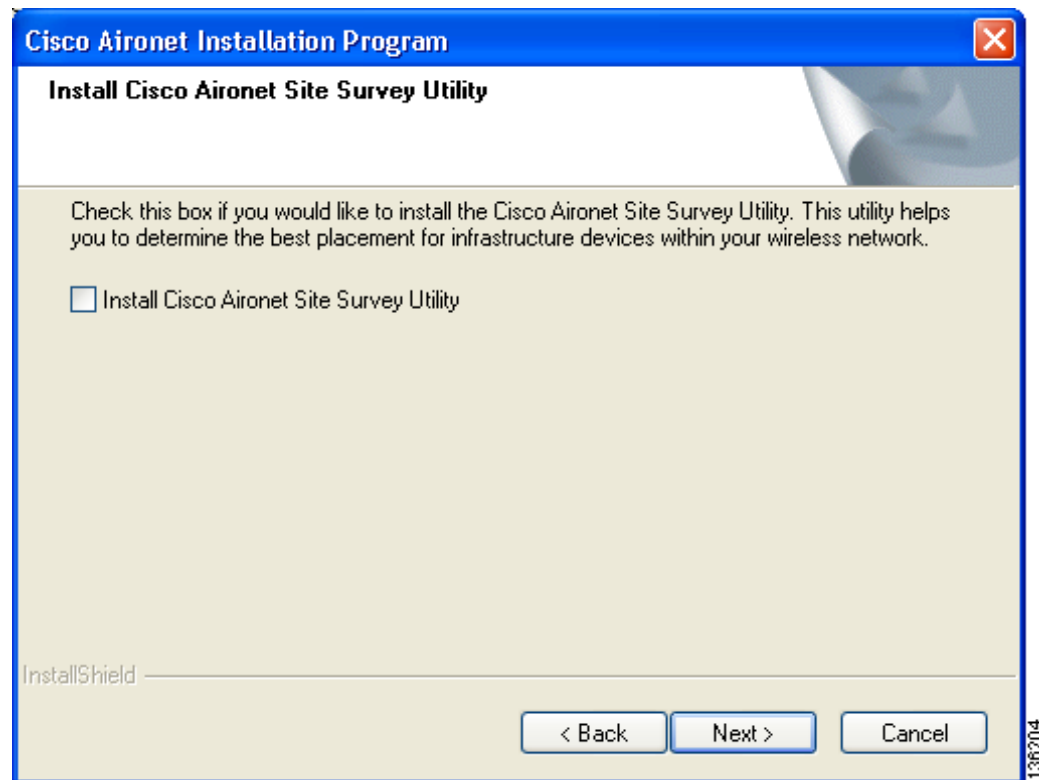 Cisco Aironet Installation Program
Install Cisco Aironet Site Survey Utility
Check this box if you would like to install the Cisco Aironet Site Survey Utility. This utility helps
you to determine the best placement for infrastructure devices within your wireless network.
Install Cisco Aironet Site Survey Utility
InstallShield
< Back Next > Cancel
136204